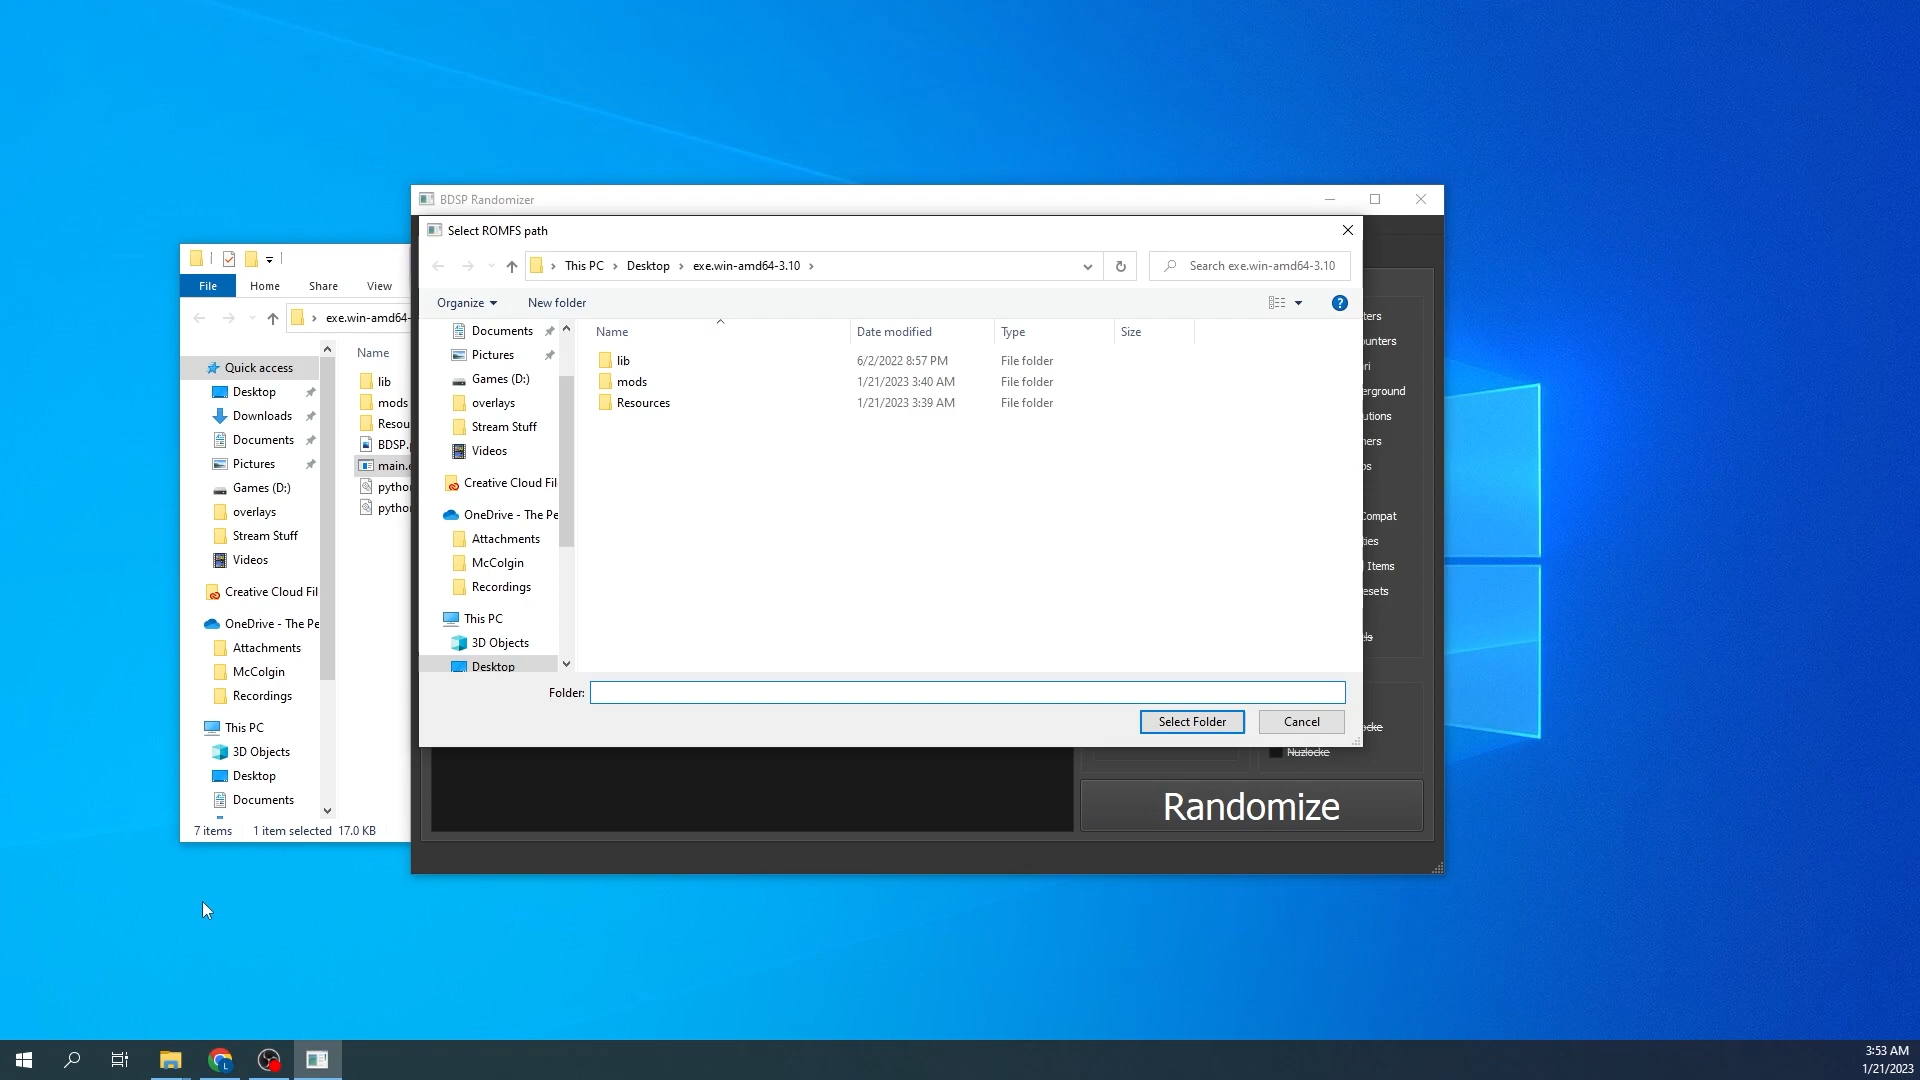 BDSP Randomizer
Select ROMFS path
This PC
Desktop
exe.win-amd64-3.10
Search exe.win-amd64-3.10
Organize
New folder
Name
Date modified
Type
Size
lib
6/2/2022 8:57 PM
File folder
mods
1/21/2023 3:40 AM
File folder
Resources
1/21/2023 3:39 AM
File folder
Documents
Pictures
Games (D:)
overlays
Stream Stuff
Videos
Creative Cloud Fil
OneDrive - The Pe
Attachments
McColgin
Recordings
This PC
3D Objects
Desktop
Folder:
Select Folder
Cancel
File
Home
Share
View
exe.win-amd64-
Quick access
Desktop
Downloads
Documents
Pictures
Games (D:)
overlays
Stream Stuff
Videos
Creative Cloud Fil
OneDrive - The Pe
Attachments
McColgin
Recordings
This PC
3D Objects
Desktop
Documents
Name
lib
mods
Resou
BDSP.
main.e
pytho
pytho
7 items
1 item selected
17.0 KB
ters
unters
ri
erground
utions
ners
Compat
ties
Items
esets
els
ocke
Nuzlocke
Randomize
3:53 AM
1/21/2023